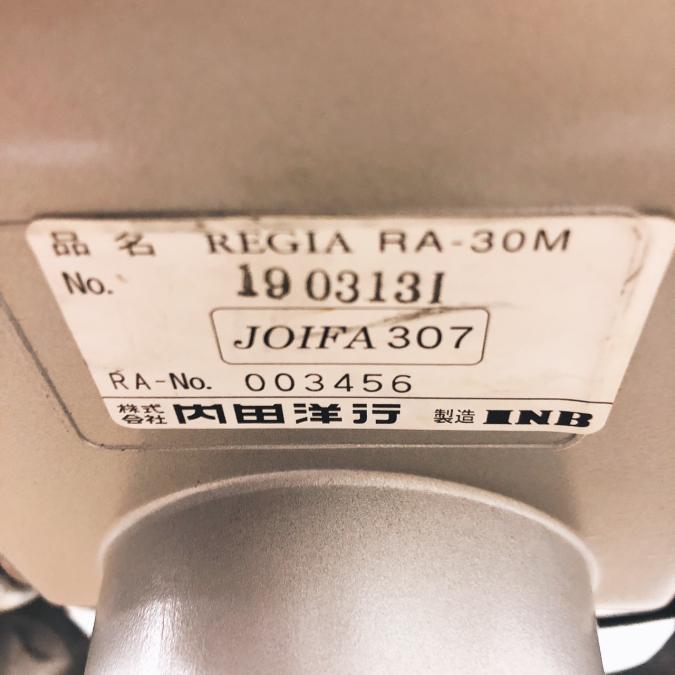 品名 REGIA RA-30M
No. 1903131
JOIFA 307
RA-No. 003456
株式会社 内田洋行 製造 INB